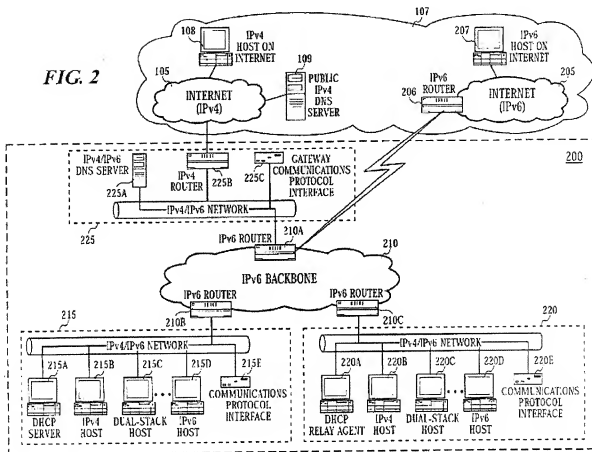 FIG. 2
107
108
IPv4
HOST ON
INTERNET
207
IPv6
HOST ON
INTERNET
105
109
INTERNET
(IPv4)
PUBLIC
IPv4
DNS
SERVER
IPv6
ROUTER
206
205
INTERNET
(IPv6)
200
IPv4/IPv6
DNS SERVER
225A
IPv4
ROUTER
225B
225C
GATEWAY
COMMUNICATIONS
PROTOCOL
INTERFACE
IPv4/IPv6 NETWORK
225
IPv6 ROUTER
210A
210
IPv6 BACKBONE
IPv6 ROUTER
210B
IPv6 ROUTER
210C
215
IPv4/IPv6 NETWORK
215A
215B
215C
215D
215E
DHCP
SERVER
IPv4
HOST
DUAL-STACK
HOST
IPv6
HOST
COMMUNICATIONS
PROTOCOL
INTERFACE
220
IPv4/IPv6 NETWORK
220A
220B
220C
220D
220E
DHCP
RELAY AGENT
IPv4
HOST
DUAL-STACK
HOST
IPv6
HOST
COMMUNICATIONS
PROTOCOL
INTERFACE